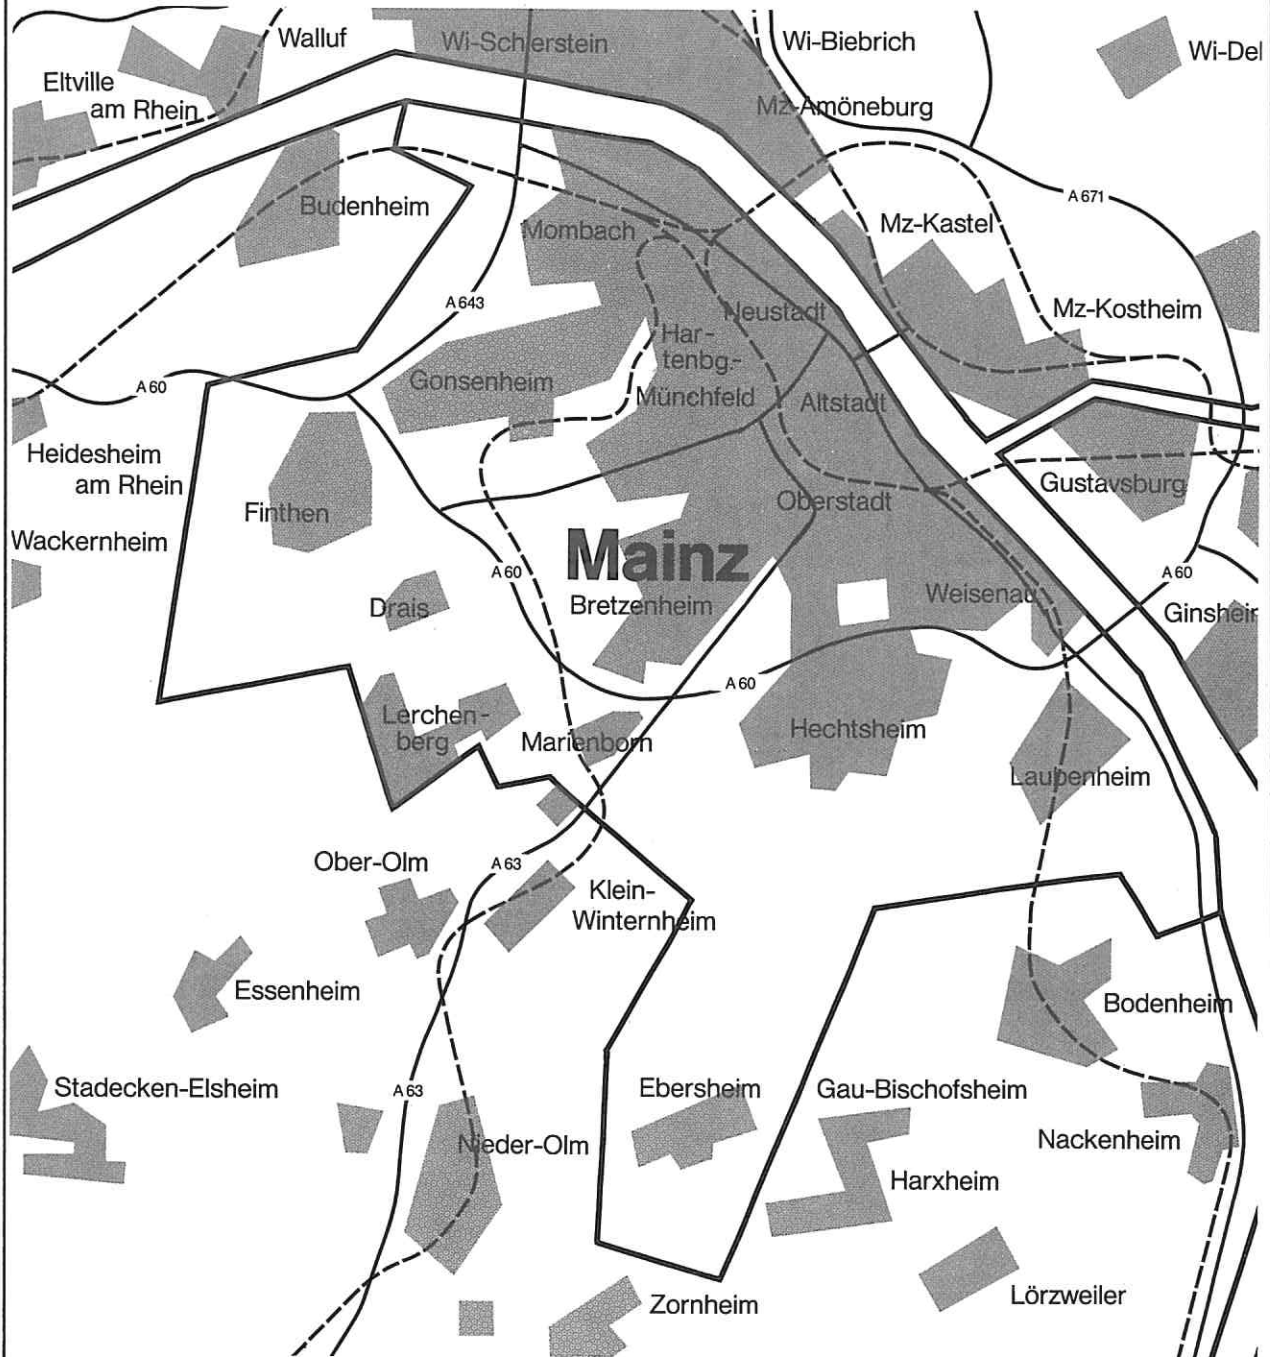 Walluf
Wi-Schierstein
Wi-Biebrich
Wi-Del
Eltville
am Rhein
Mz-Amöneburg
A 671
Budenheim
Mombach
Mz-Kastel
A 643
Neustadt
Mz-Kostheim
Har-
tenbg.-
Münchfeld
A 60
Gonsenheim
Altstadt
Heidesheim
am Rhein
Gustavsburg
Finthen
Oberstadt
Wackernheim
Mainz
A 60
A 60
Drais
Bretzenheim
Weisenau
Ginsheim
A 60
Lerchen-
berg
Marienborn
Hechtsheim
Laubenheim
Ober-Olm
A 63
Klein-
Winternheim
Essenheim
Bodenheim
Stadecken-Elsheim
A 63
Ebersheim
Gau-Bischofsheim
Nieder-Olm
Nackenheim
Harxheim
Zornheim
Lörzweiler